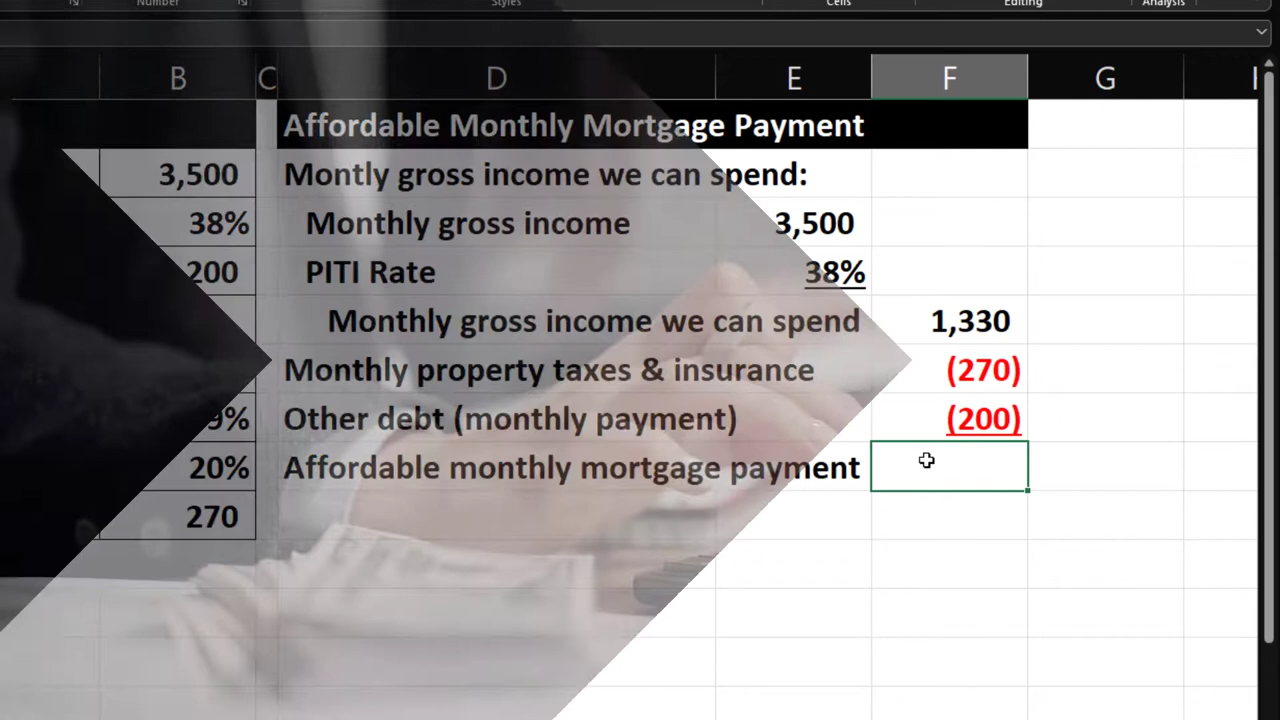 Number Styles Cells Editing Analysis
B C D E F G
Affordable Monthly Mortgage Payment
3,500 Montly gross income we can spend:
38% Monthly gross income 3,500
200 PITI Rate 38%
Monthly gross income we can spend 1,330
Monthly property taxes & insurance (270)
9% Other debt (monthly payment) (200)
20% Affordable monthly mortgage payment
270